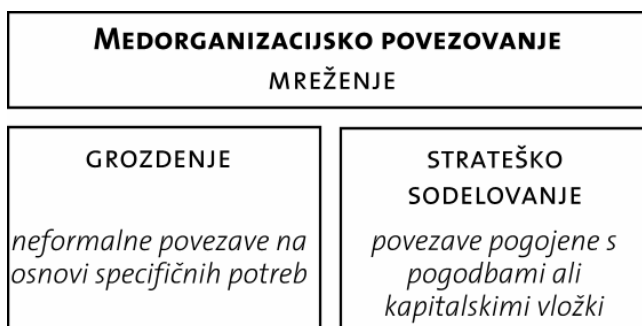 Medorganizacijsko povezovanje
mreženje
grozdenje
neformalne povezave na
osnovi specifičnih potreb
strateško
sodelovanje
povezave pogojene s
pogodbami ali
kapitalskimi vložki